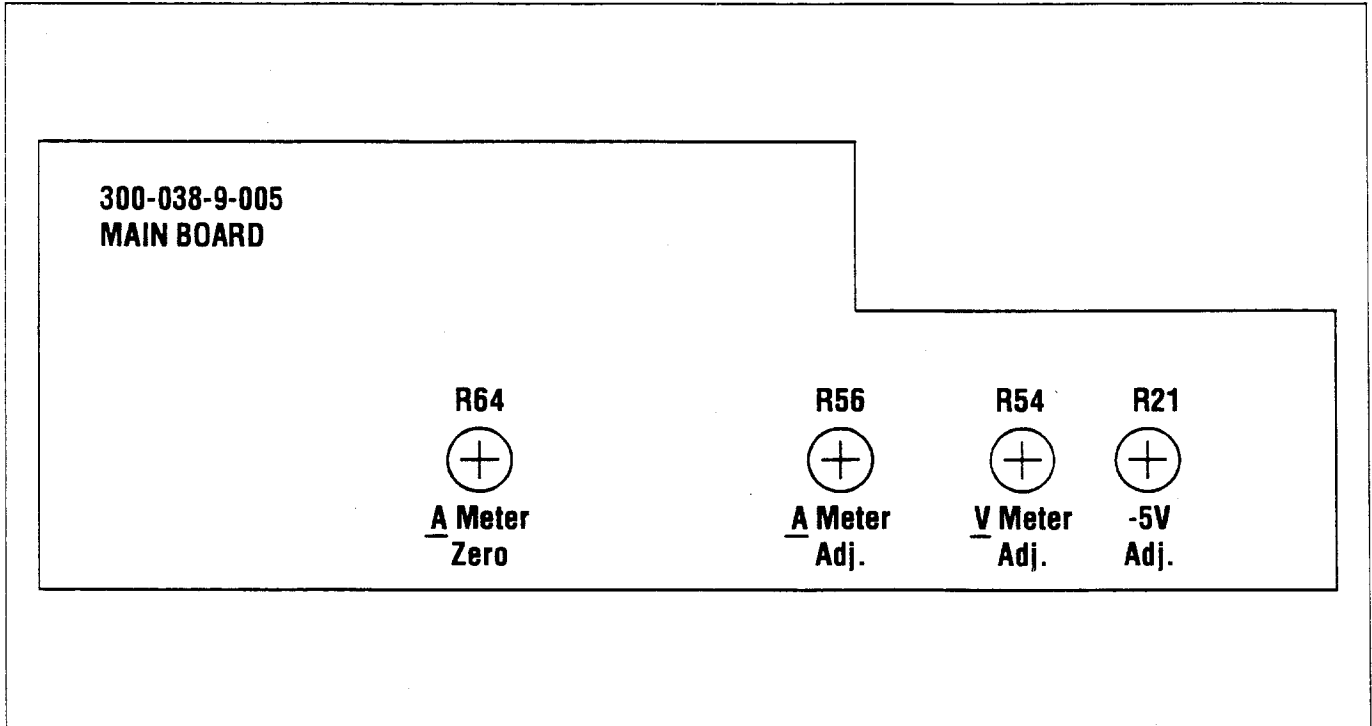 300-038-9-005
MAIN BOARD
R64
A Meter
Zero
R56
A Meter
Adj.
R54
V Meter
Adj.
R21
-5V
Adj.